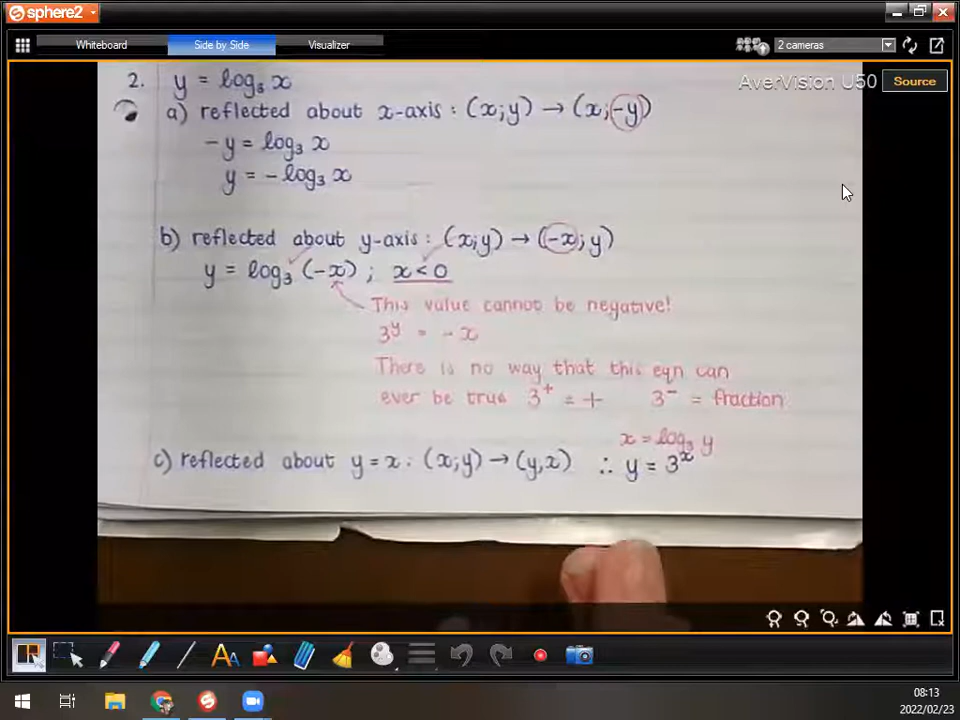 sphere2
Whiteboard Side by Side Visualizer 2 cameras
AverVision U50 Source
2. y = log₃ x
a) reflected about x-axis : (x;y) → (x;-y)
-y = log₃ x
y = - log₃ x
b) reflected about y-axis : (x;y) → (-x;y)
y = log₃ (-x) ; x < 0
This value cannot be negative!
3^y = - x
There is no way that this eqn can
ever be true 3⁺ = + 3⁻ = fraction
x = log₃ y
c) reflected about y = x : (x;y) → (y,x) ∴ y = 3^x
08:13
2022/02/23